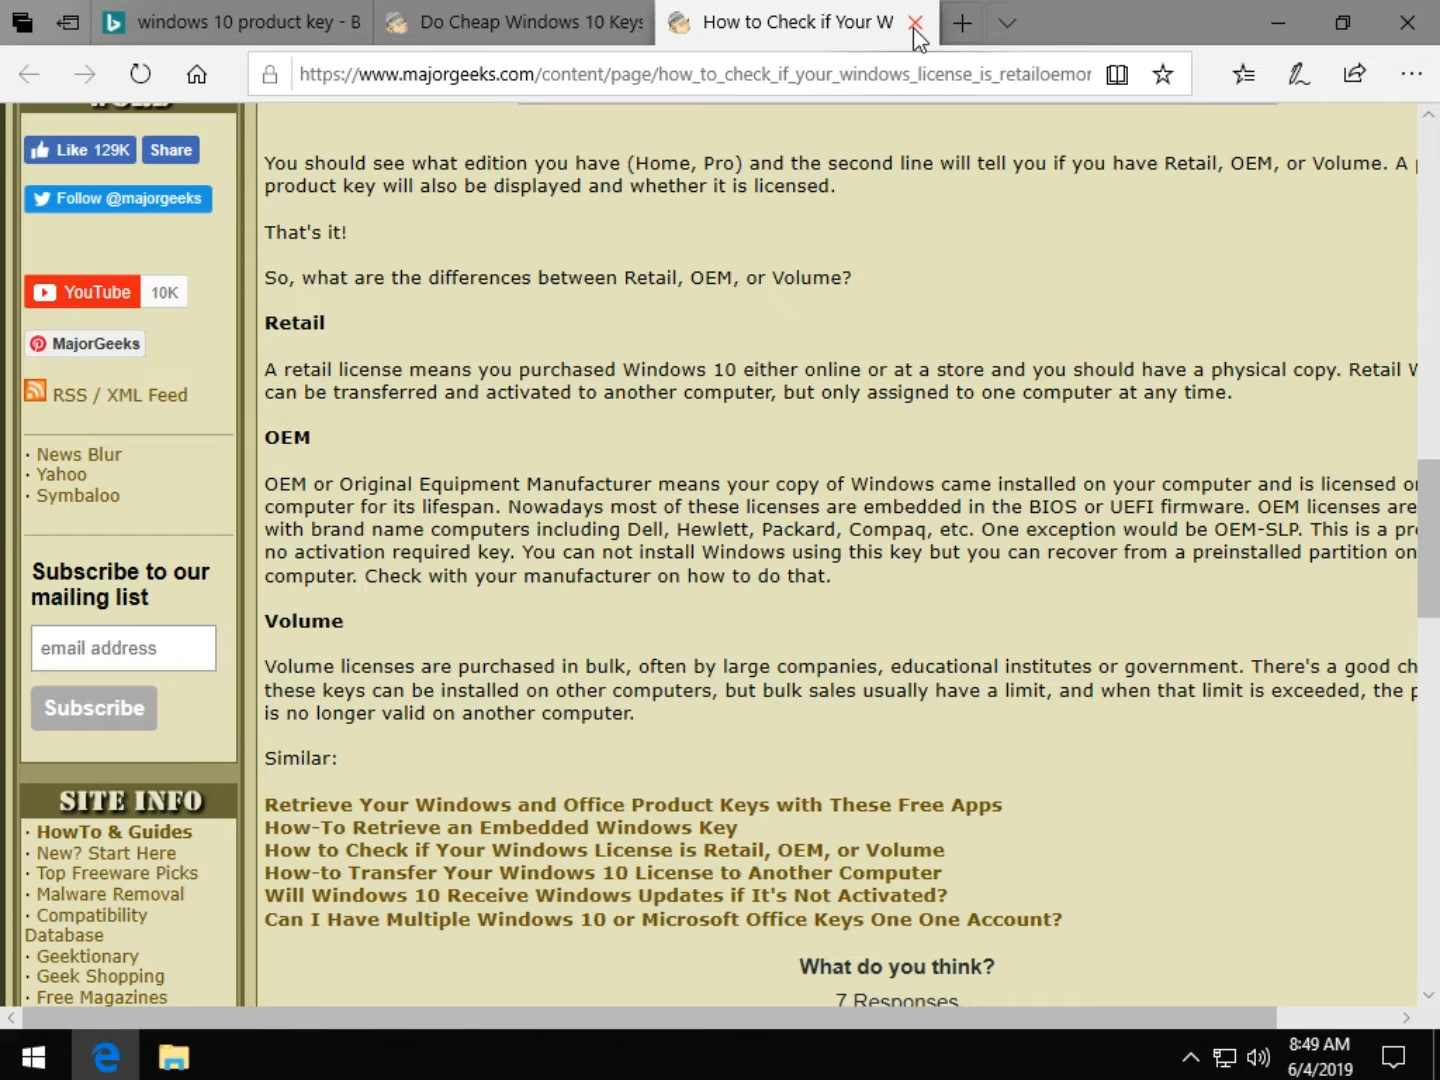 windows 10 product key - B
Do Cheap Windows 10 Keys
How to Check if Your W
https://www.majorgeeks.com/content/page/how_to_check_if_your_windows_license_is_retailoemor
Like 129K
Share
Follow @majorgeeks
YouTube
10K
MajorGeeks
RSS / XML Feed
· News Blur
· Yahoo
· Symbaloo
Subscribe to our
mailing list
email address
Subscribe
SITE INFO
· HowTo & Guides
· New? Start Here
· Top Freeware Picks
· Malware Removal
· Compatibility
Database
· Geektionary
· Geek Shopping
· Free Magazines
You should see what edition you have (Home, Pro) and the second line will tell you if you have Retail, OEM, or Volume. A
product key will also be displayed and whether it is licensed.
That's it!
So, what are the differences between Retail, OEM, or Volume?
Retail
A retail license means you purchased Windows 10 either online or at a store and you should have a physical copy. Retail
can be transferred and activated to another computer, but only assigned to one computer at any time.
OEM
OEM or Original Equipment Manufacturer means your copy of Windows came installed on your computer and is licensed
computer for its lifespan. Nowadays most of these licenses are embedded in the BIOS or UEFI firmware. OEM licenses are
with brand name computers including Dell, Hewlett, Packard, Compaq, etc. One exception would be OEM-SLP. This is a
no activation required key. You can not install Windows using this key but you can recover from a preinstalled partition on
computer. Check with your manufacturer on how to do that.
Volume
Volume licenses are purchased in bulk, often by large companies, educational institutes or government. There's a good
these keys can be installed on other computers, but bulk sales usually have a limit, and when that limit is exceeded, the
is no longer valid on another computer.
Similar:
Retrieve Your Windows and Office Product Keys with These Free Apps
How-To Retrieve an Embedded Windows Key
How to Check if Your Windows License is Retail, OEM, or Volume
How-to Transfer Your Windows 10 License to Another Computer
Will Windows 10 Receive Windows Updates if It's Not Activated?
Can I Have Multiple Windows 10 or Microsoft Office Keys One One Account?
What do you think?
7 Responses
8:49 AM
6/4/2019